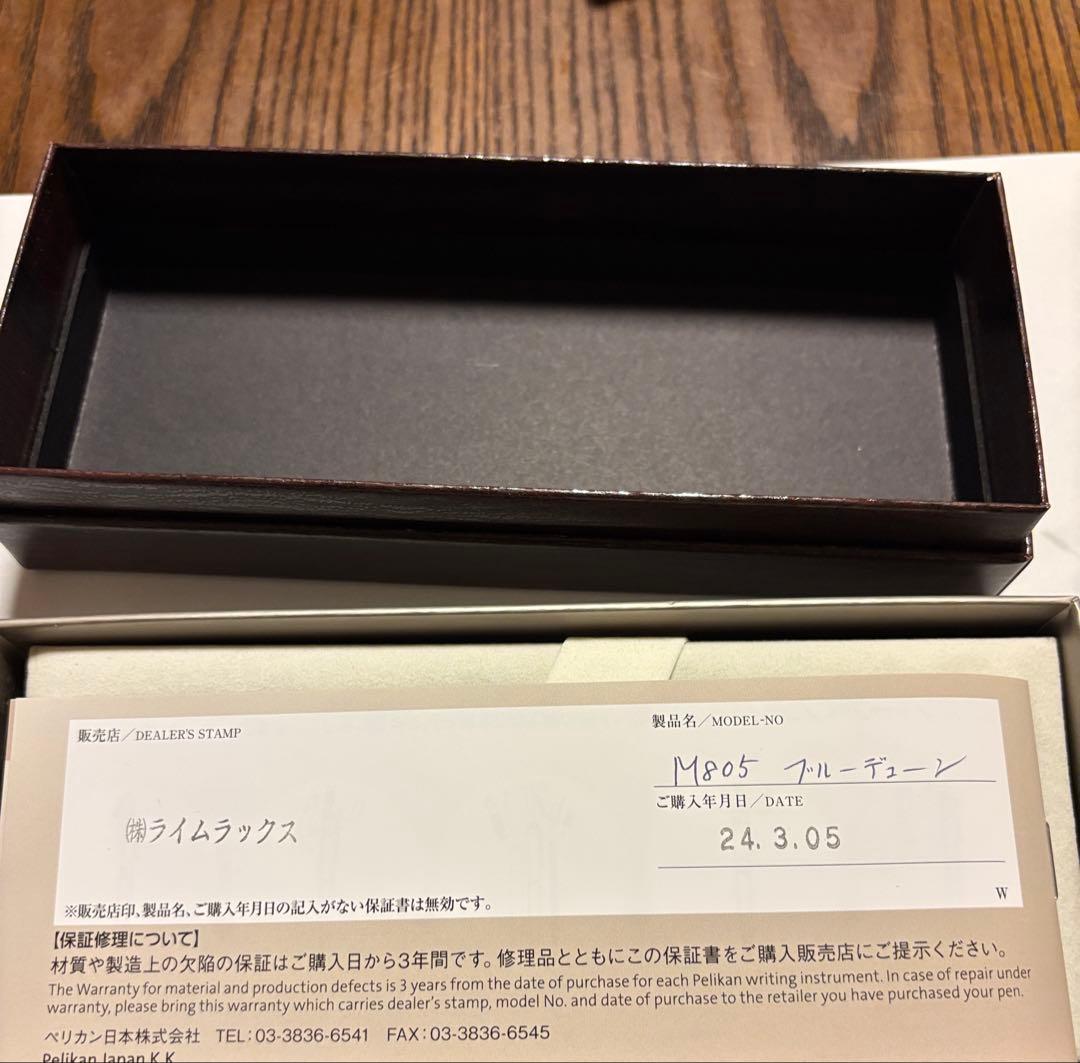 販売店/DEALER'S STAMP
㈱ライムラックス
製品名/MODEL-NO
M805 ブルーデューン
ご購入年月日/DATE
24.3.05
W
※販売店印、製品名、ご購入年月日の記入がない保証書は無効です。
【保証修理について】
材質や製造上の欠陥の保証はご購入日から3年間です。修理品とともにこの保証書をご購入販売店にご提示ください。
The Warranty for material and production defects is 3 years from the date of purchase for each Pelikan writing instrument. In case of repair under
warranty, please bring this warranty which carries dealer's stamp, model No. and date of purchase to the retailer you have purchased your pen.
ペリカン日本株式会社 TEL:03-3836-6541 FAX:03-3836-6545
Pelikan Japan K.K.